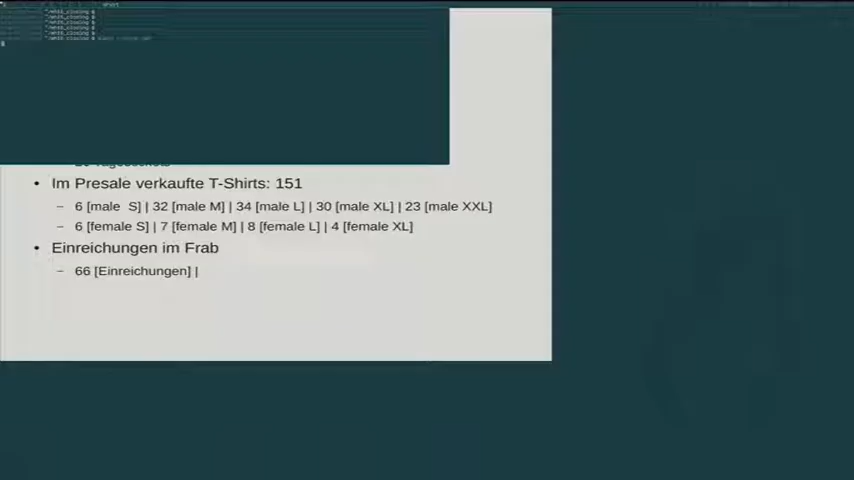 • Im Presale verkaufte T-Shirts: 151
– 6 [male S] | 32 [male M] | 34 [male L] | 30 [male XL] | 23 [male XXL]
– 6 [female S] | 7 [female M] | 8 [female L] | 4 [female XL]
• Einreichungen im Frab
– 66 [Einreichungen] |